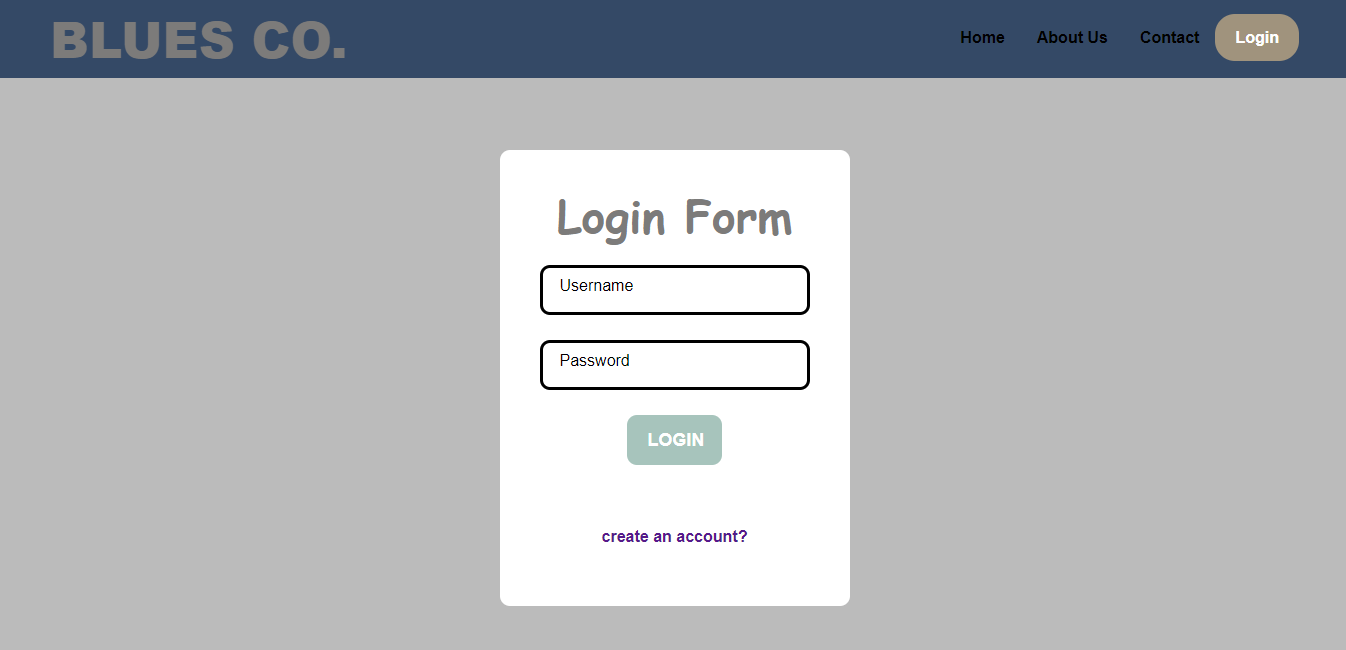 BLUES CO.
Home About Us Contact Login
Login Form
Username
Password
LOGIN
create an account?